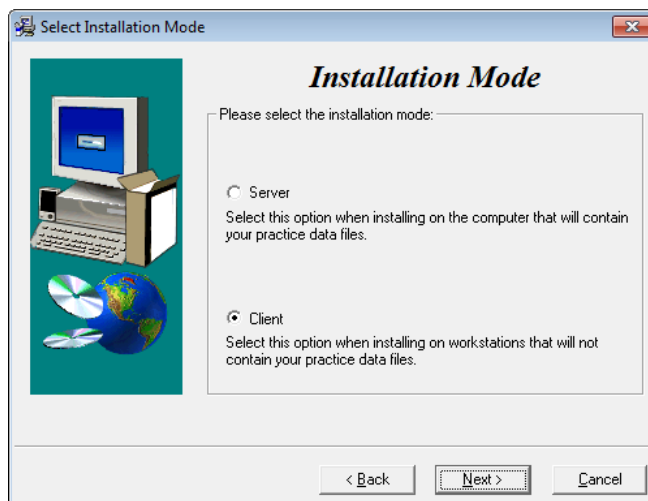 Select Installation Mode
Installation Mode
Please select the installation mode:
Server
Select this option when installing on the computer that will contain
your practice data files.
Client
Select this option when installing on workstations that will not
contain your practice data files.
< Back
Next >
Cancel